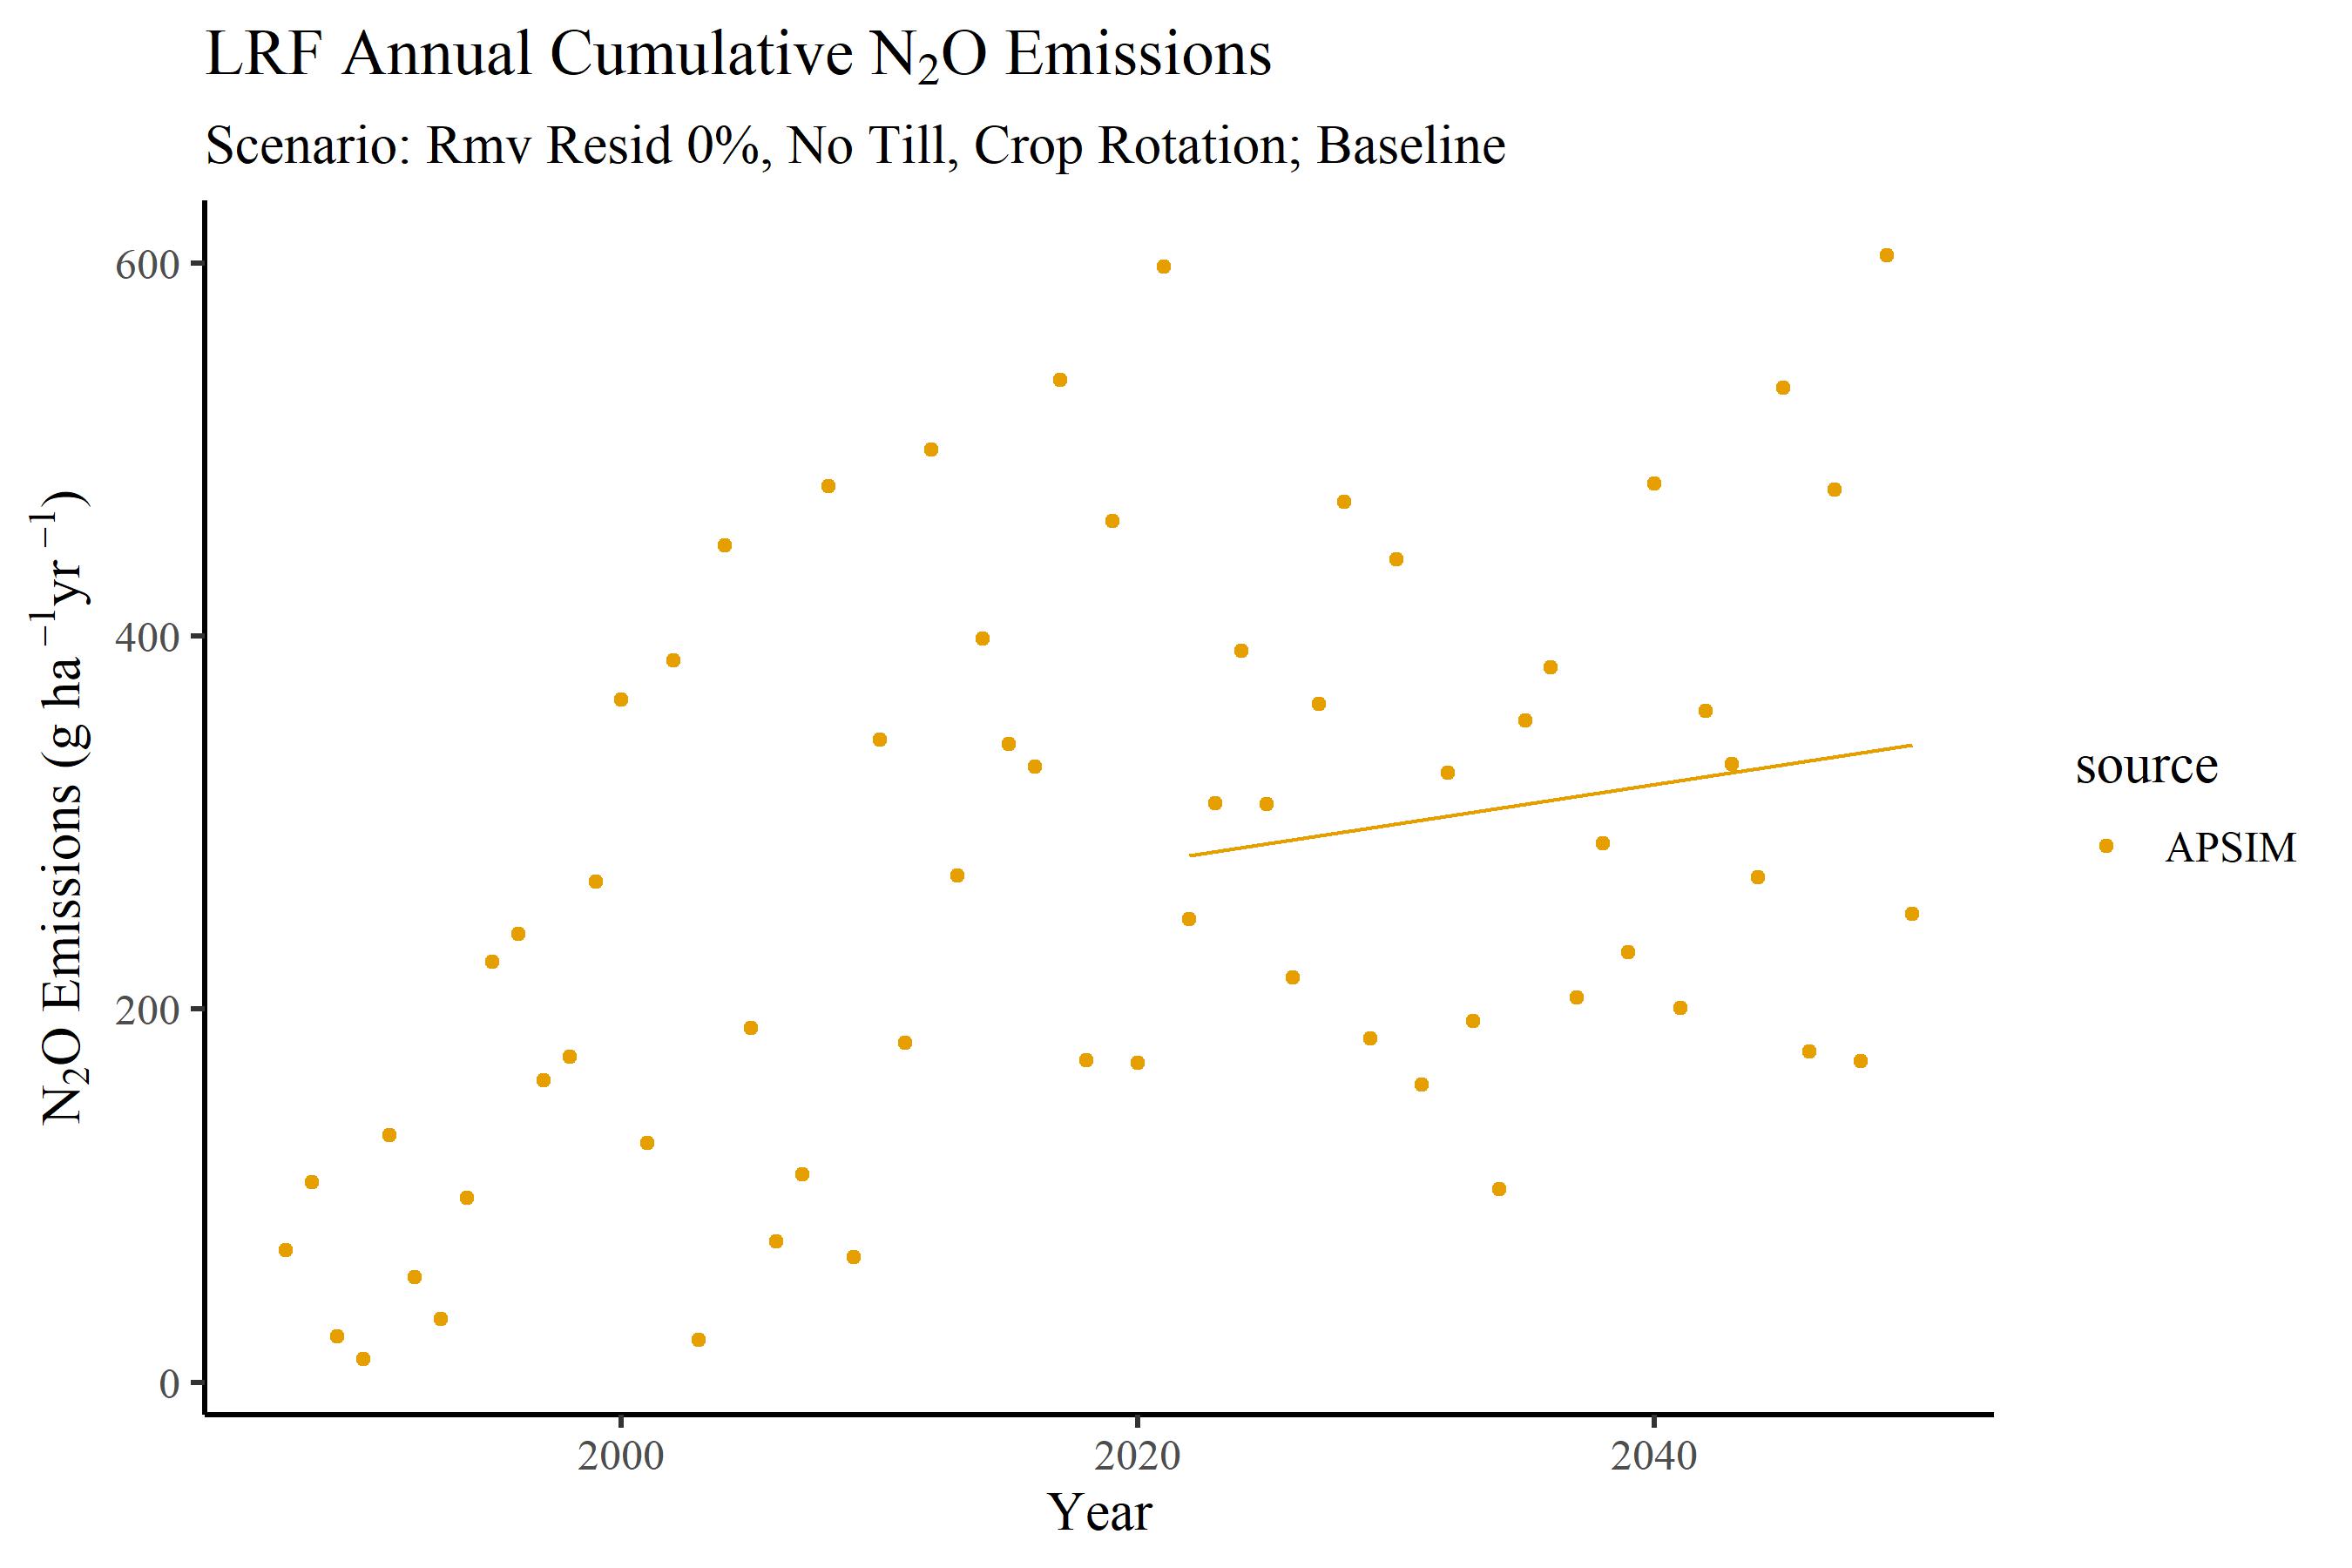 LRF Annual Cumulative N₂O Emissions
Scenario: Rmv Resid 0%, No Till, Crop Rotation; Baseline
N₂O Emissions (g ha ⁻¹yr ⁻¹)
600
400
200
0
2000
2020
2040
Year
source
APSIM